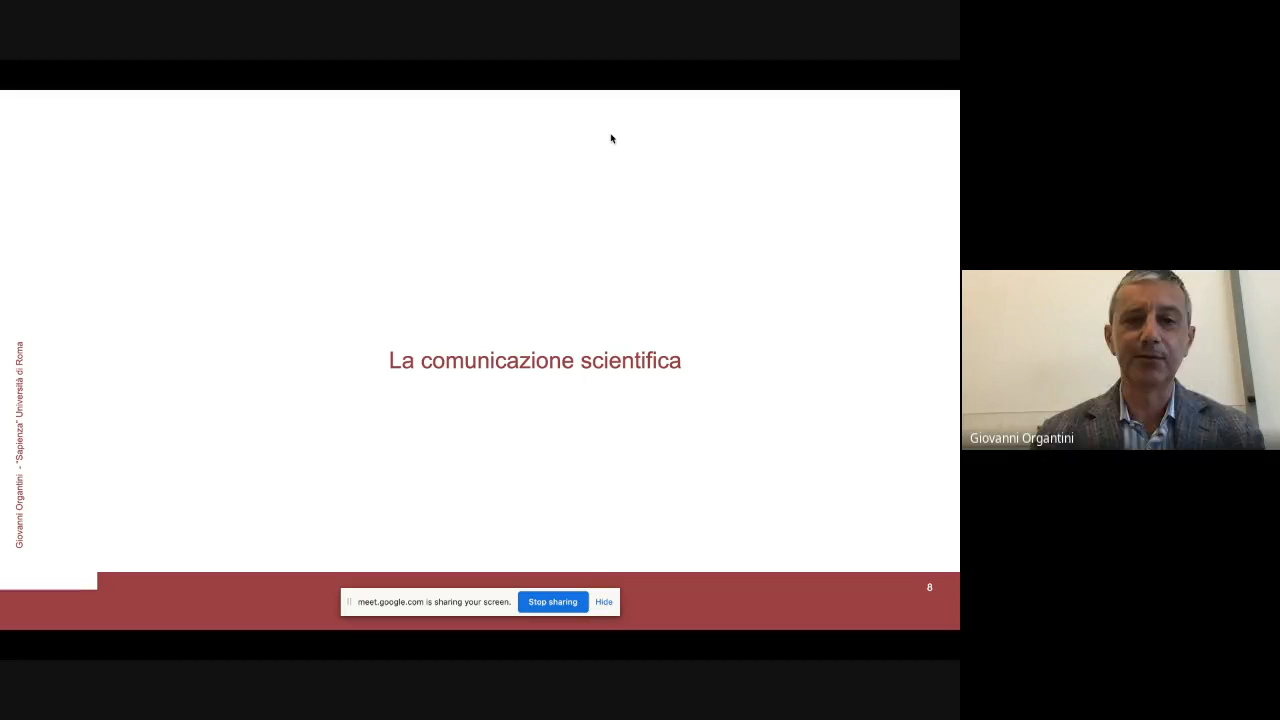 La comunicazione scientifica
Giovanni Organtini - "Sapienza" Università di Roma
8
meet.google.com is sharing your screen. Stop sharing Hide
Giovanni Organtini